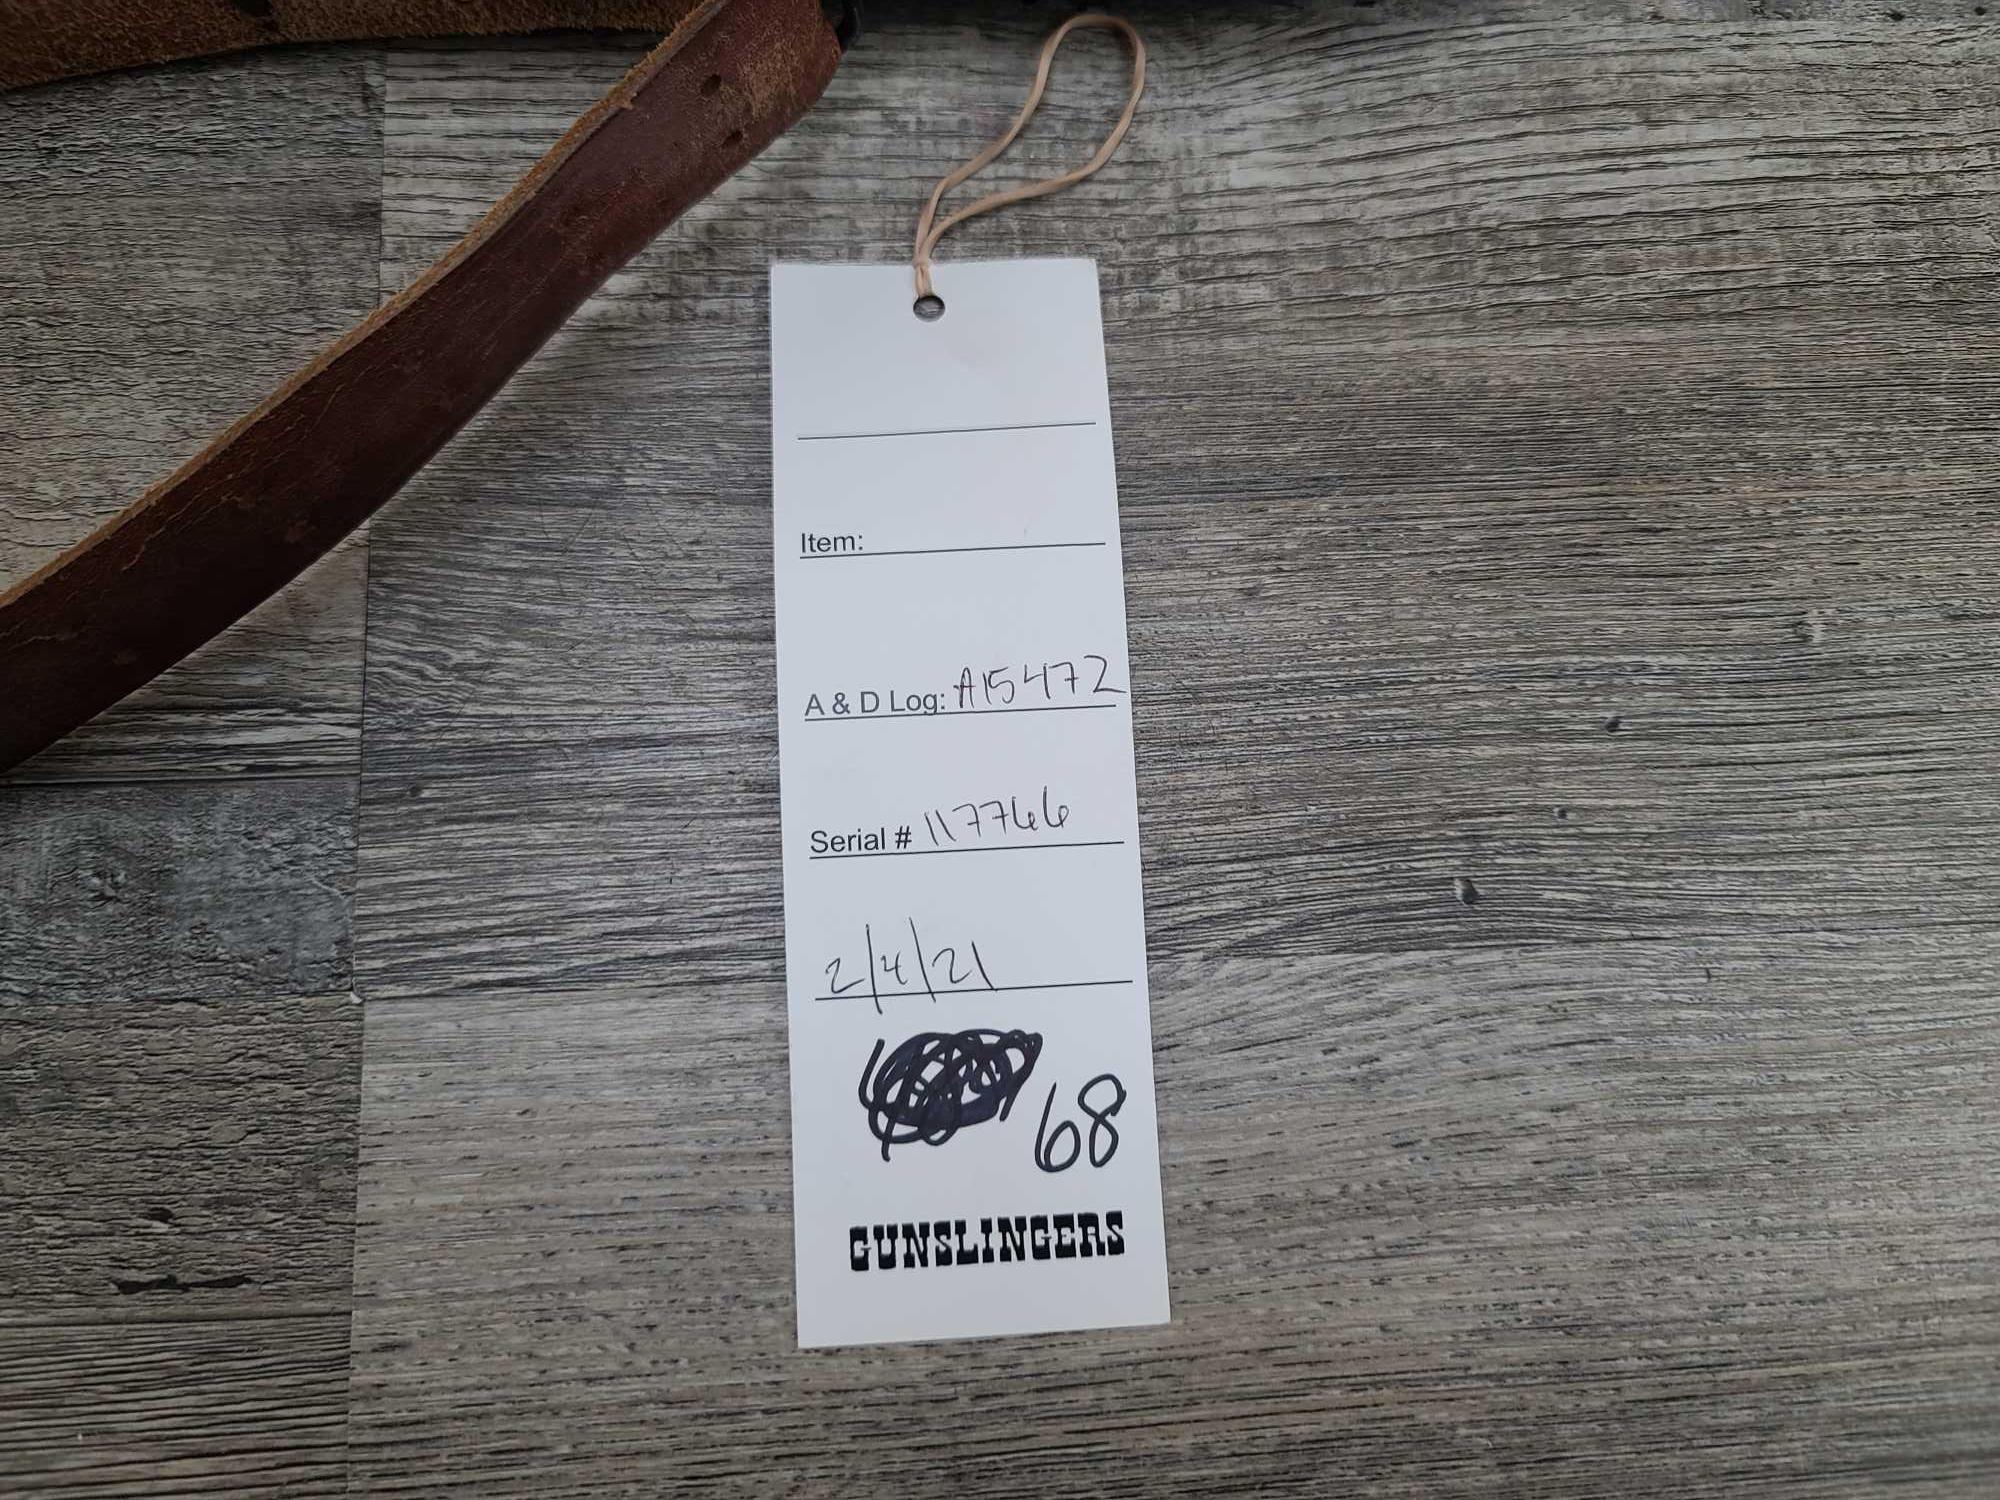 Item:
A & D Log: A15472
Serial # 117766
2/4/21
68
GUNSLINGERS